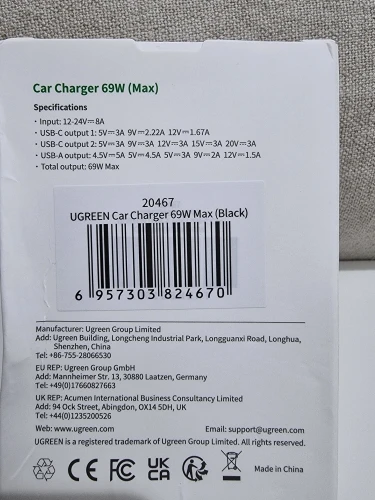 Car Charger 69W (Max)
Specifications
· Input: 12-24V⎓8A
· USB-C output 1: 5V⎓3A 9V⎓2.22A 12V⎓1.67A
· USB-C output 2: 5V⎓3A 9V⎓3A 12V⎓3A 15V⎓3A 20V⎓3A
· USB-A output: 4.5V⎓5A 5V⎓4.5A 5V⎓3A 9V⎓2A 12V⎓1.5A
· Total output: 69W Max
20467
UGREEN Car Charger 69W Max (Black)
6 957303 824670
Manufacturer: Ugreen Group Limited
Add: Ugreen Building, Longcheng Industrial Park, Longguanxi Road, Longhua,
Shenzhen, China
Tel: +86-755-28066530
EU REP: Ugreen Group GmbH
Add: Mannheimer Str. 13, 30880 Laatzen, Germany
Tel: +49(0)17660827663
UK REP: Acumen International Business Consultancy Limited
Add: 94 Ock Street, Abingdon, OX14 5DH, UK
Tel: +44(0)1235200526
Web: www.ugreen.com Email: support@ugreen.com
UGREEN is a registered trademark of Ugreen Group Limited. All rights reserved.
CE FC UK CA Made in China